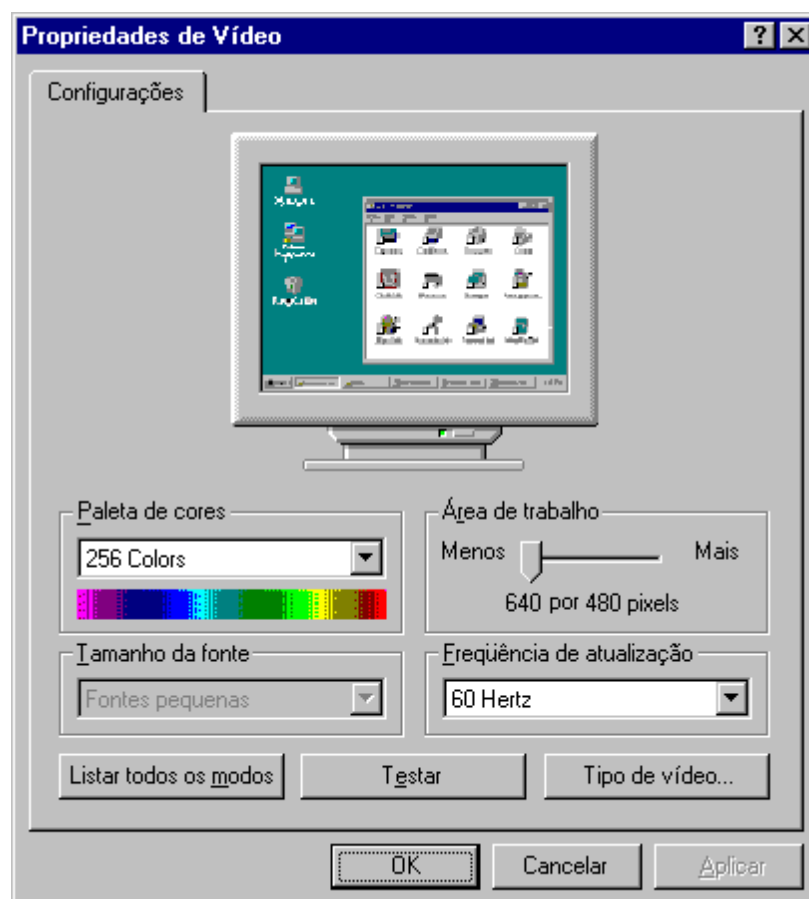 Propriedades de Vídeo
Configurações
Paleta de cores
256 Colors
Área de trabalho
Menos Mais
640 por 480 pixels
Tamanho da fonte
Fontes pequenas
Freqüência de atualização
60 Hertz
Listar todos os modos
Testar
Tipo de vídeo...
OK
Cancelar
Aplicar